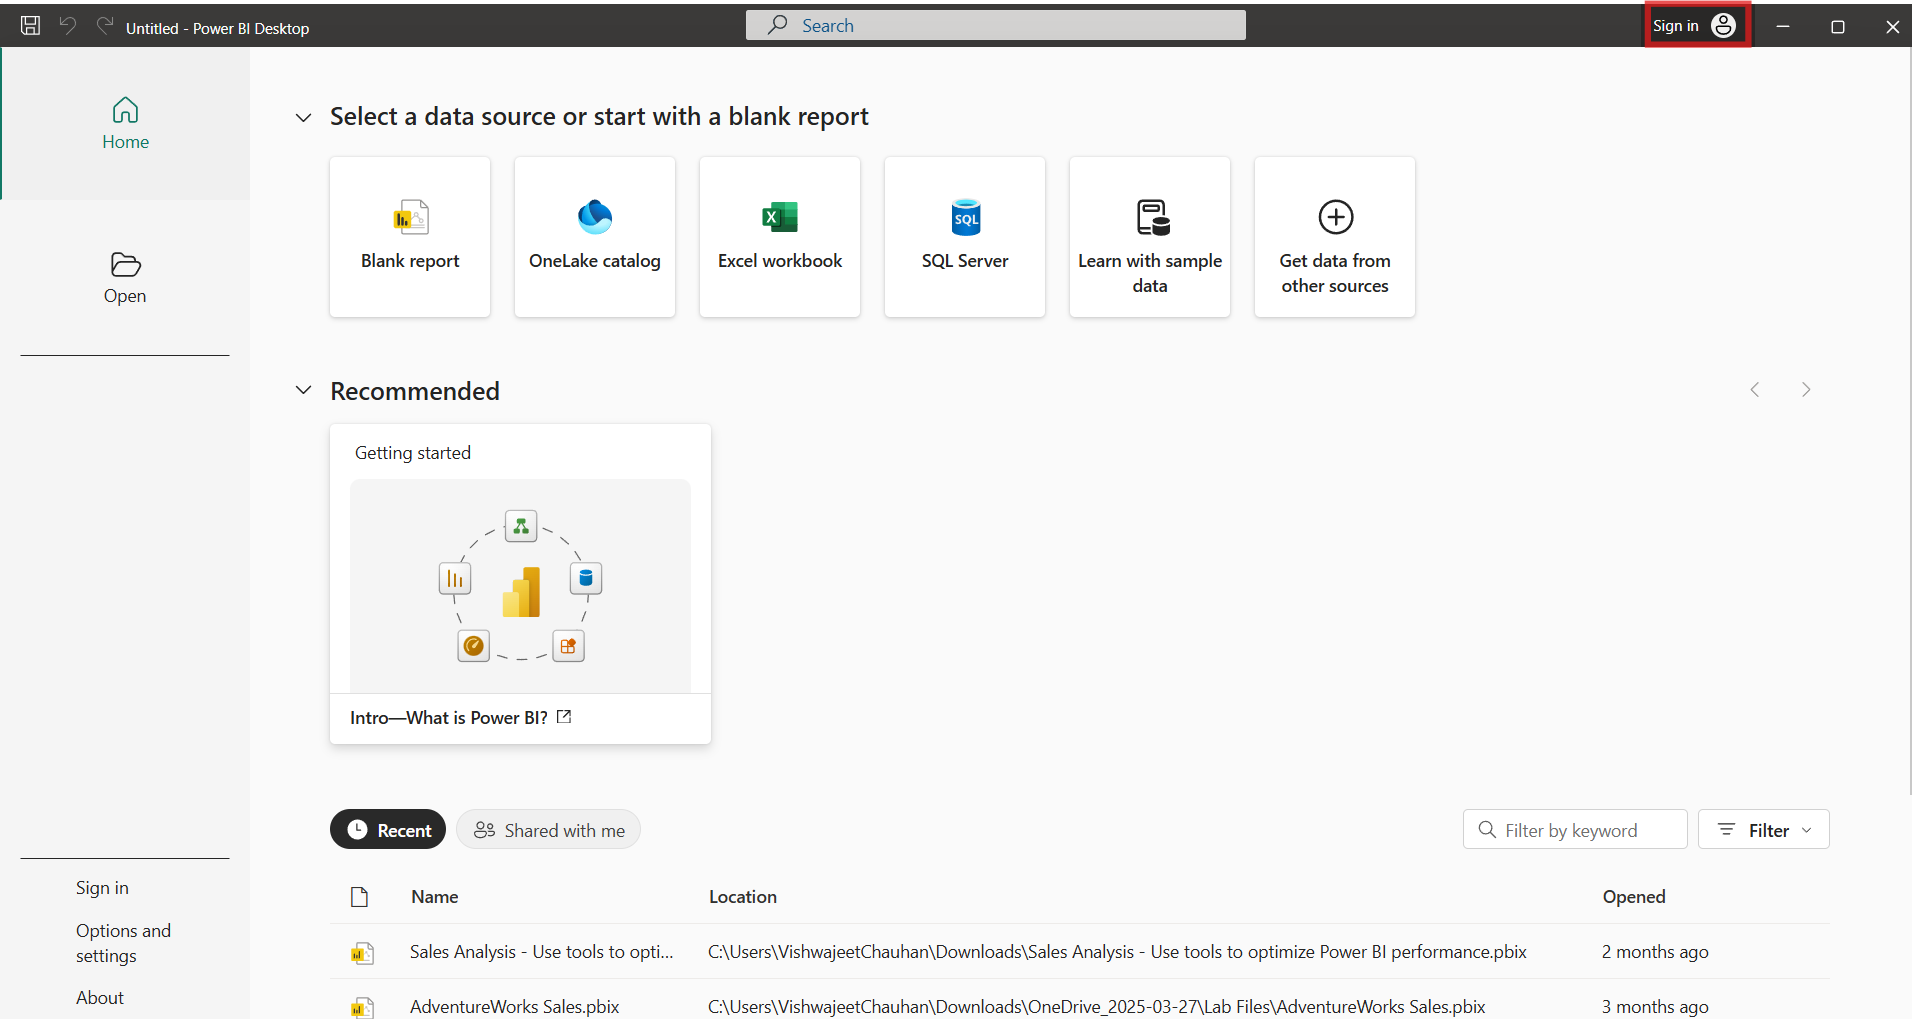 Untitled - Power BI Desktop
Search
Sign in
Home
Open
Select a data source or start with a blank report
Blank report
OneLake catalog
Excel workbook
SQL
SQL Server
Learn with sample
data
Get data from
other sources
Recommended
Getting started
Intro—What is Power BI?
Recent
Shared with me
Filter by keyword
Filter
Name
Location
Opened
Sales Analysis - Use tools to opti...
C:\Users\VishwajeetChauhan\Downloads\Sales Analysis - Use tools to optimize Power BI performance.pbix
2 months ago
AdventureWorks Sales.pbix
C:\Users\VishwajeetChauhan\Downloads\OneDrive_2025-03-27\Lab Files\AdventureWorks Sales.pbix
3 months ago
Sign in
Options and
settings
About